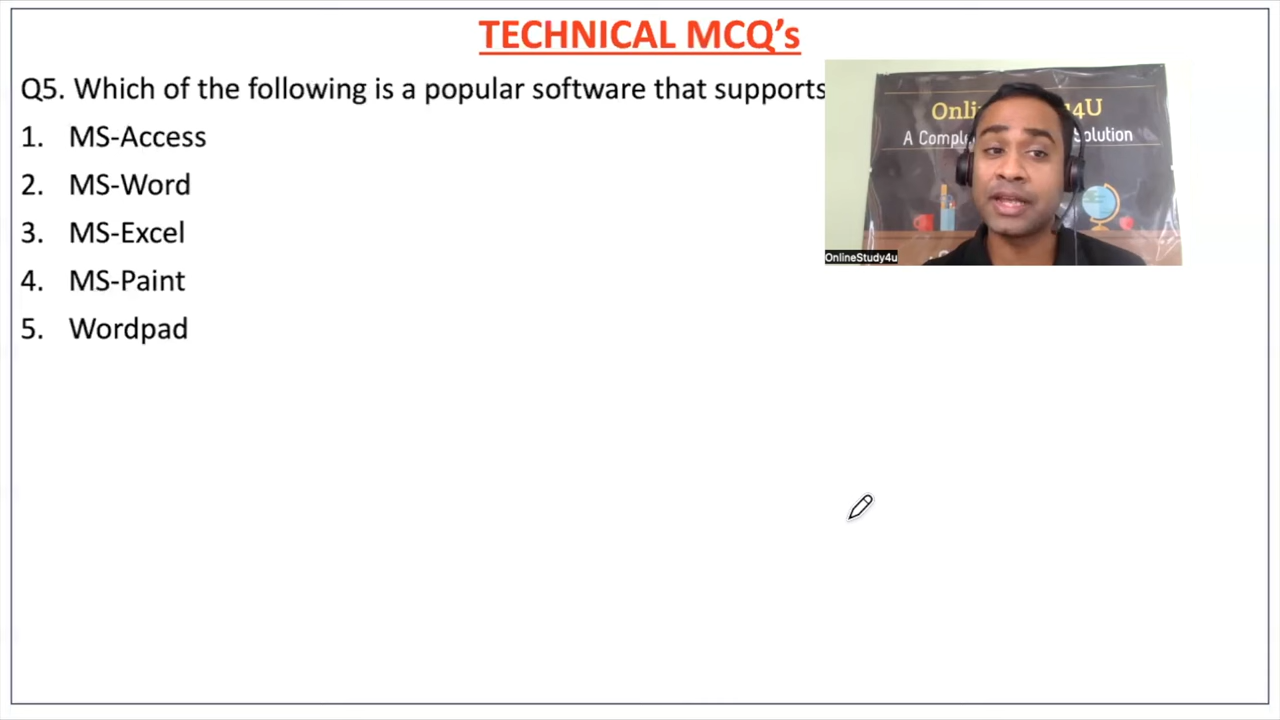 TECHNICAL MCQ’s
Q5. Which of the following is a popular software that supports
1. MS-Access
2. MS-Word
3. MS-Excel
4. MS-Paint
5. Wordpad
4U
A Solution
OnlineStudy4u